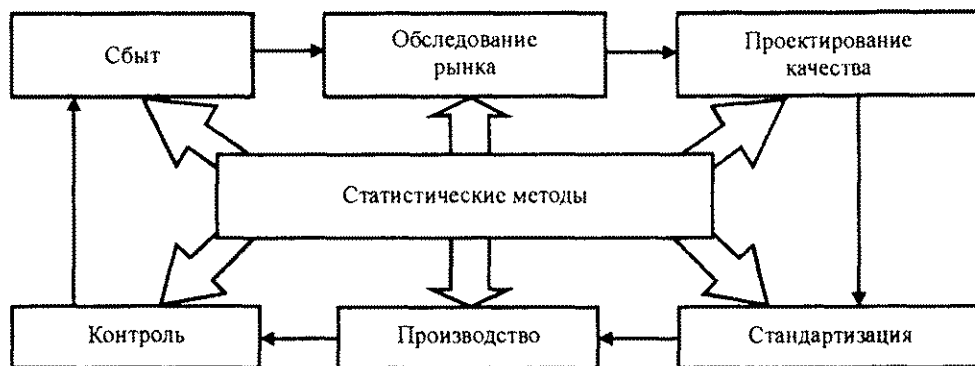 Сбыт
Обследование
рынка
Проектирование
качества
Статистические методы
Контроль
Производство
Стандартизация